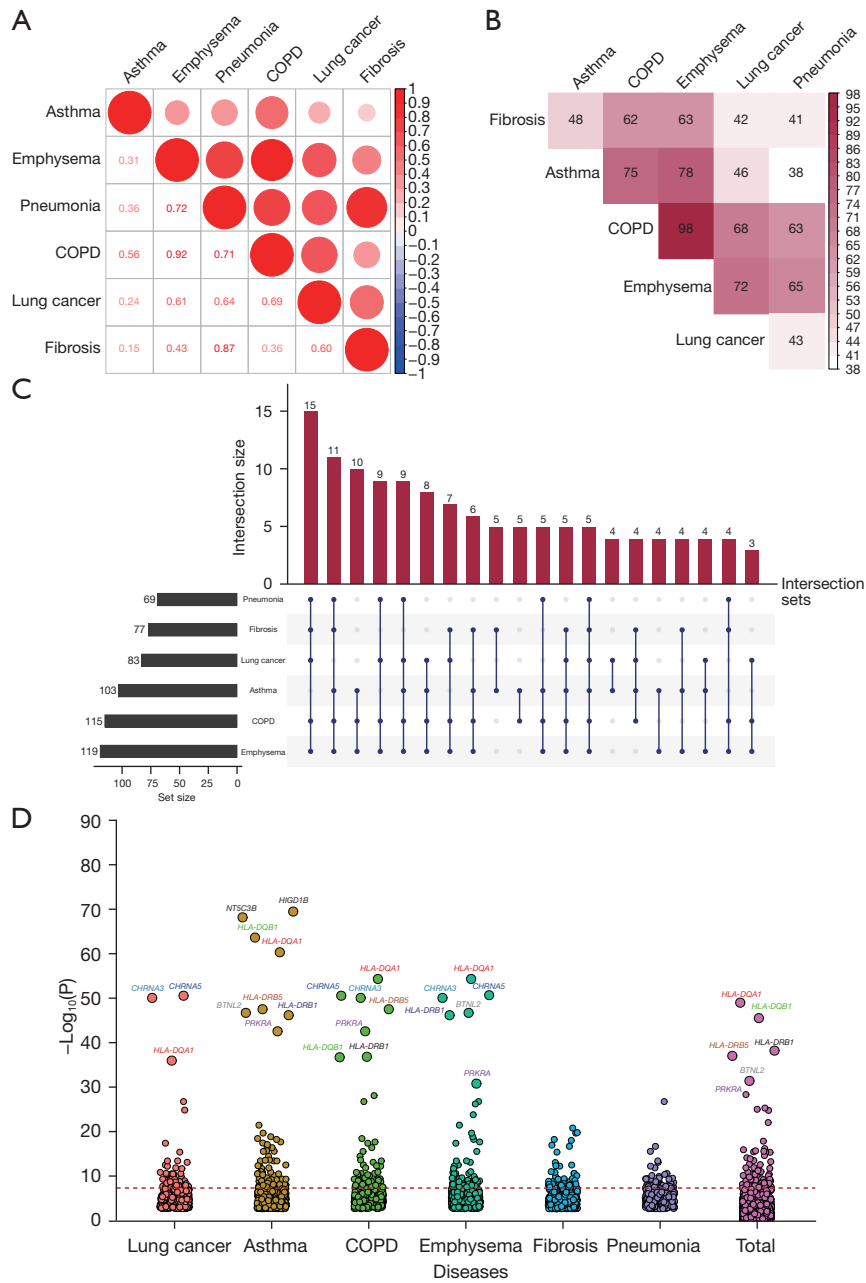 A
Asthma
Emphysema
Pneumonia
COPD
Lung cancer
Fibrosis
Asthma
Emphysema 0.31
Pneumonia 0.36 0.72
COPD 0.56 0.92 0.71
Lung cancer 0.24 0.61 0.64 0.69
Fibrosis 0.15 0.43 0.87 0.36 0.60
1
0.9
0.8
0.7
0.6
0.5
0.4
0.3
0.2
0.1
0
−0.1
−0.2
−0.3
−0.4
−0.5
−0.6
−0.7
−0.8
−0.9
−1
B
Asthma
COPD
Emphysema
Lung cancer
Pneumonia
Fibrosis 48 62 63 42 41
Asthma 75 78 46 38
COPD 98 68 63
Emphysema 72 65
Lung cancer 43
98
95
92
89
86
83
80
77
74
71
68
65
62
59
56
53
50
47
44
41
38
C
Intersection size
15
10
5
0
15 11 10 9 9 8 7 6 5 5 5 5 5 4 4 4 4 4 4 3
Intersection
sets
69 Pneumonia
77 Fibrosis
83 Lung cancer
103 Asthma
115 COPD
119 Emphysema
100 75 50 25 0
Set size
D
−Log10(P)
90
80
70
60
50
40
30
20
10
0
CHRNA3
CHRNA5
HLA-DQA1
NT5C3B
HIGD1B
HLA-DQB1
HLA-DQA1
BTNL2
HLA-DRB5
HLA-DRB1
PRKRA
HLA-DQA1
CHRNA5
CHRNA3
HLA-DRB5
PRKRA
HLA-DQB1
HLA-DRB1
HLA-DQA1
CHRNA3
CHRNA5
HLA-DRB1
BTNL2
PRKRA
HLA-DQA1
HLA-DQB1
HLA-DRB5
HLA-DRB1
BTNL2
PRKRA
Lung cancer Asthma COPD Emphysema Fibrosis Pneumonia Total
Diseases